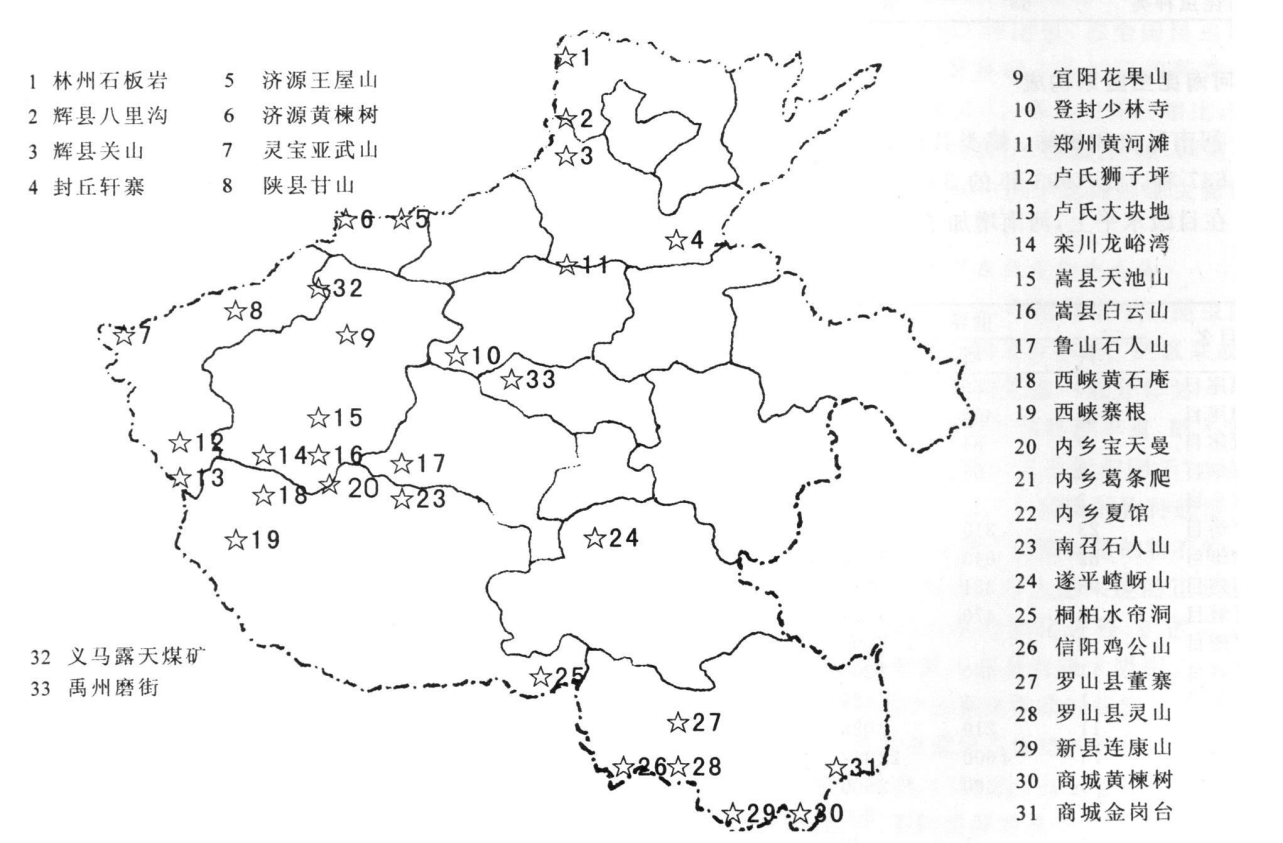 1 林州石板岩
2 辉县八里沟
3 辉县关山
4 封丘轩寨
5 济源王屋山
6 济源黄楝树
7 灵宝亚武山
8 陕县甘山
9 宜阳花果山
10 登封少林寺
11 郑州黄河滩
12 卢氏狮子坪
13 卢氏大块地
14 栾川龙峪湾
15 嵩县天池山
16 嵩县白云山
17 鲁山石人山
18 西峡黄石庵
19 西峡寨根
20 内乡宝天曼
21 内乡葛条爬
22 内乡夏馆
23 南召石人山
24 遂平嵖岈山
25 桐柏水帘洞
26 信阳鸡公山
27 罗山县董寨
28 罗山县灵山
29 新县连康山
30 商城黄楝树
31 商城金岗台
32 义马露天煤矿
33 禹州磨街
1
2
3
6
5
4
11
32
8
7
9
10
33
15
12
14
16
17
13
18
20
23
19
24
25
27
26
28
31
29
30